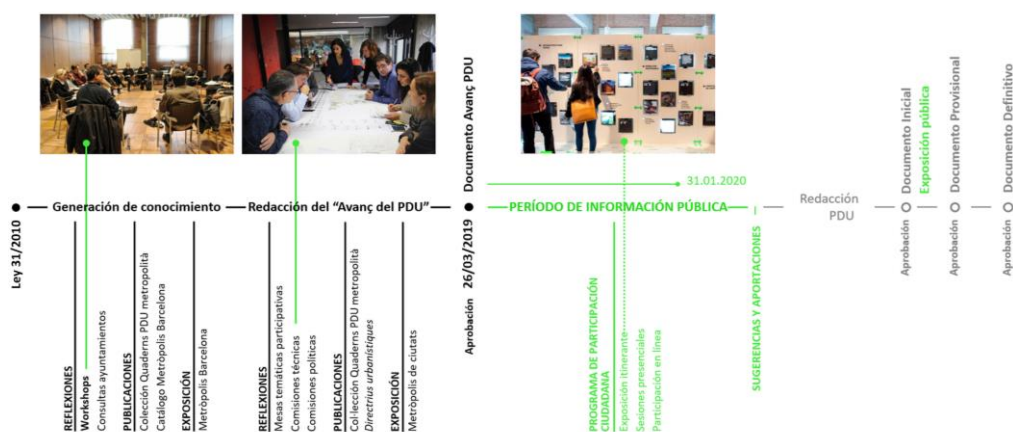 Ley 31/2010
Generación de conocimiento
REFLEXIONES
Workshops
Consultas ayuntamientos
PUBLICACIONES
Colección Quaderns PDU metropolità
Catálogo Metròpolis Barcelona
EXPOSICIÓN
Metròpolis Barcelona
Redacción del “Avanç del PDU”
REFLEXIONES
Mesas temáticas participativas
Comisiones técnicas
Comisiones políticas
PUBLICACIONES
Col·lección Quaderns PDU metropolità
Directrius urbanístiques
EXPOSICIÓN
Metròpolis de ciutats
Documento Avanç PDU
Aprobación 26/03/2019
31.01.2020
PERÍODO DE INFORMACIÓN PÚBLICA
PROGRAMA DE PARTICIPACIÓN
CIUDADANA
Exposición itinerante
Sesiones presenciales
Participación en línea
SUGERENCIAS Y APORTACIONES
Redacción
PDU
Aprobación
Documento Inicial
Exposición pública
Aprobación
Documento Provisional
Aprobación
Documento Definitivo